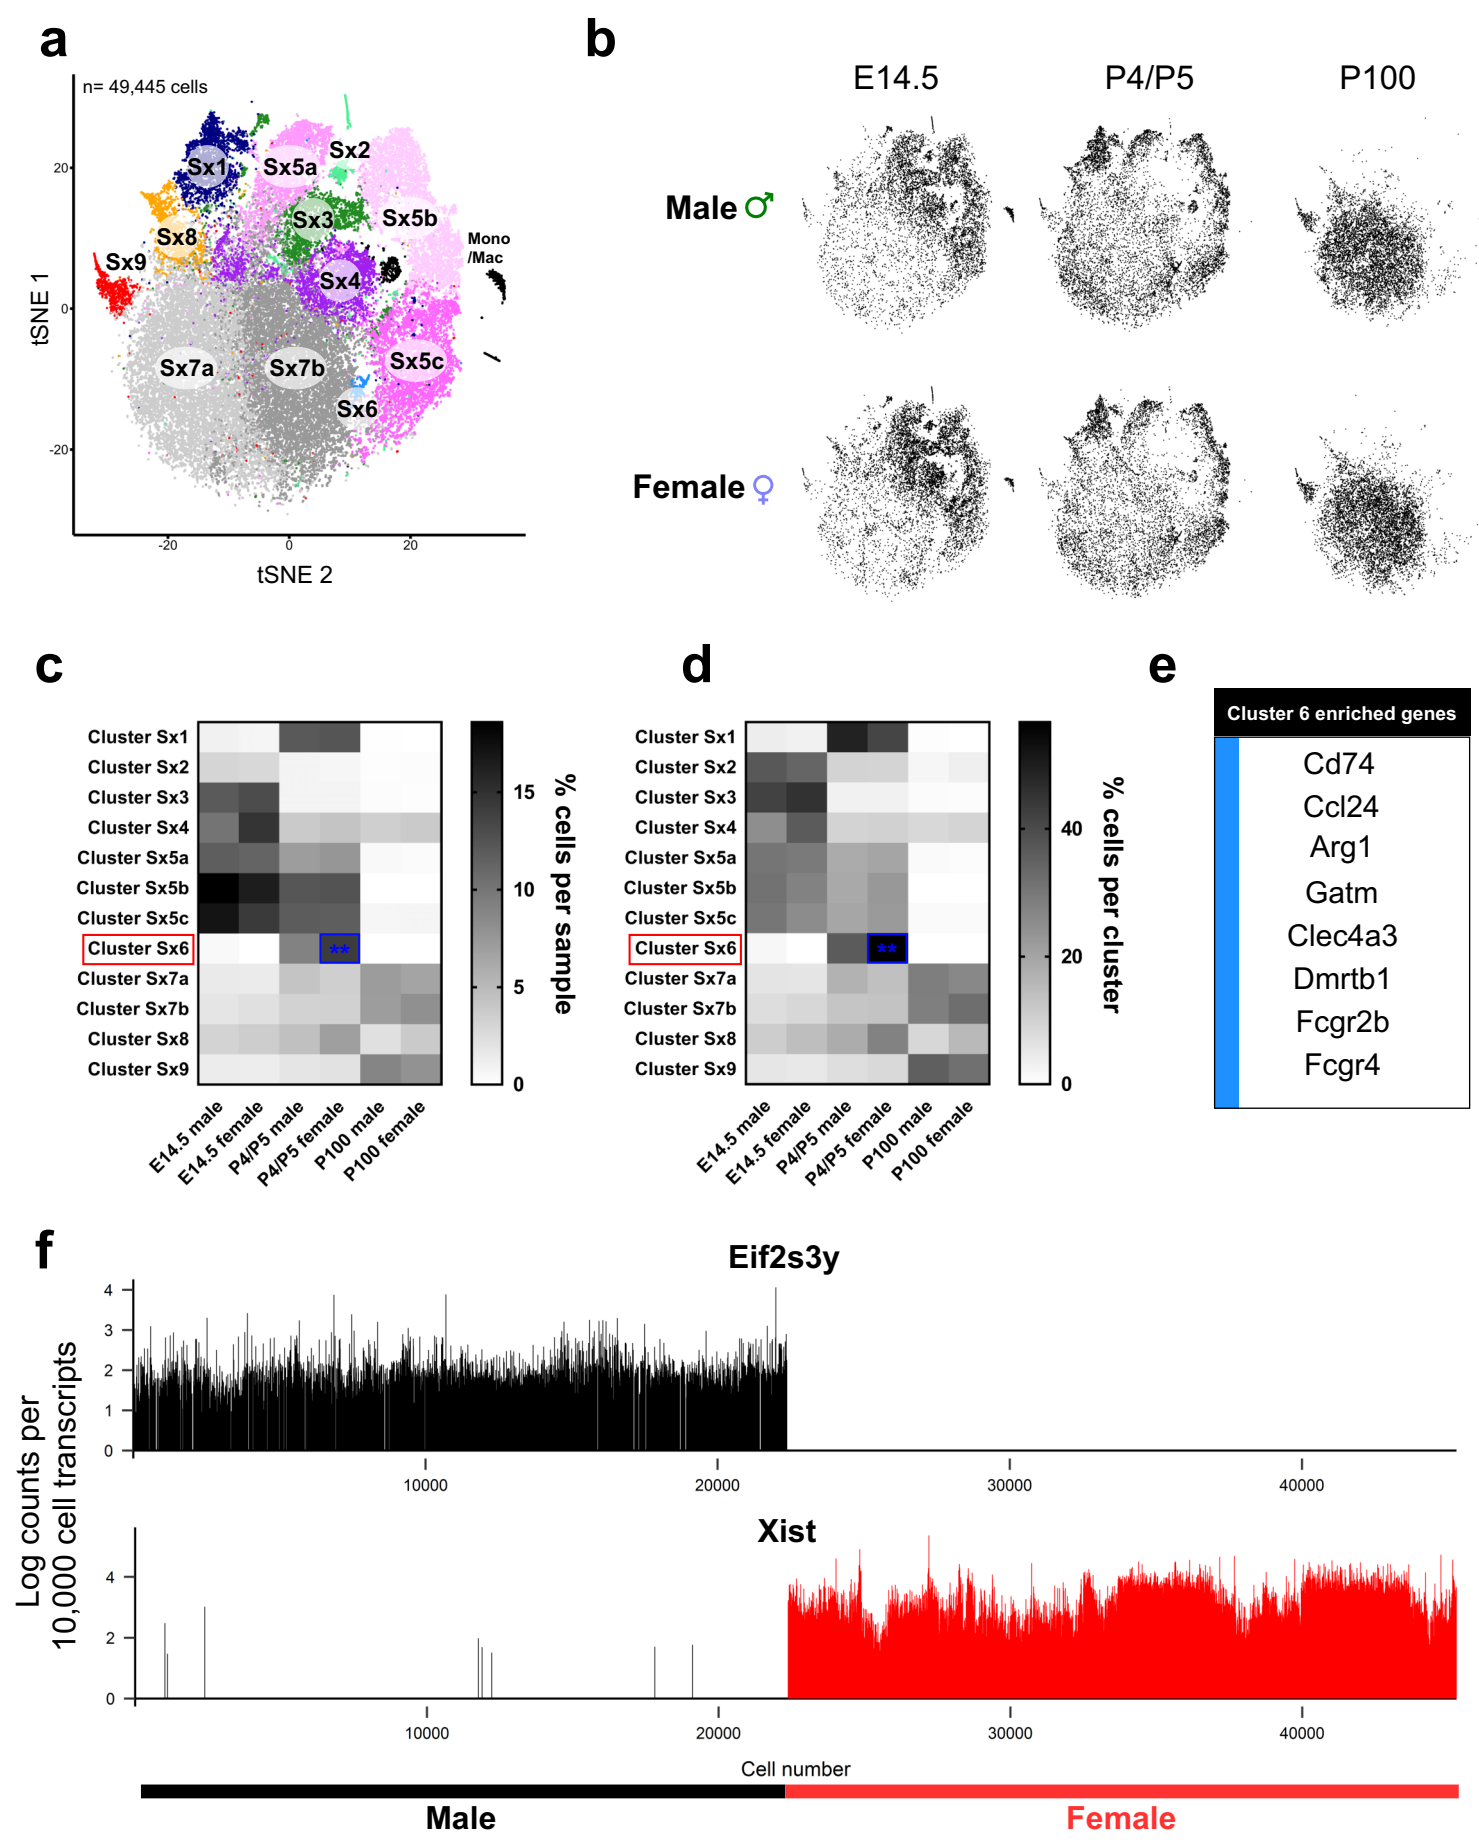 a
n= 49,445 cells
Sx1
Sx5a
Sx2
Sx3
Sx5b
Sx8
Sx9
Sx4
Mono
/Mac
Sx7a
Sx7b
Sx5c
Sx6
20
0
-20
-20
0
20
tSNE 1
tSNE 2
b
E14.5
P4/P5
P100
Male ♂
Female ♀
c
Cluster Sx1
Cluster Sx2
Cluster Sx3
Cluster Sx4
Cluster Sx5a
Cluster Sx5b
Cluster Sx5c
Cluster Sx6
Cluster Sx7a
Cluster Sx7b
Cluster Sx8
Cluster Sx9
**
E14.5 male
E14.5 female
P4/P5 male
P4/P5 female
P100 male
P100 female
15
10
5
0
% cells per sample
d
Cluster Sx1
Cluster Sx2
Cluster Sx3
Cluster Sx4
Cluster Sx5a
Cluster Sx5b
Cluster Sx5c
Cluster Sx6
Cluster Sx7a
Cluster Sx7b
Cluster Sx8
Cluster Sx9
**
E14.5 male
E14.5 female
P4/P5 male
P4/P5 female
P100 male
P100 female
40
20
0
% cells per cluster
e
Cluster 6 enriched genes
Cd74
Ccl24
Arg1
Gatm
Clec4a3
Dmrtb1
Fcgr2b
Fcgr4
f
Eif2s3y
4
3
2
1
0
10000
20000
30000
40000
Log counts per
10,000 cell transcripts
Xist
4
2
0
10000
20000
30000
40000
Cell number
Male
Female